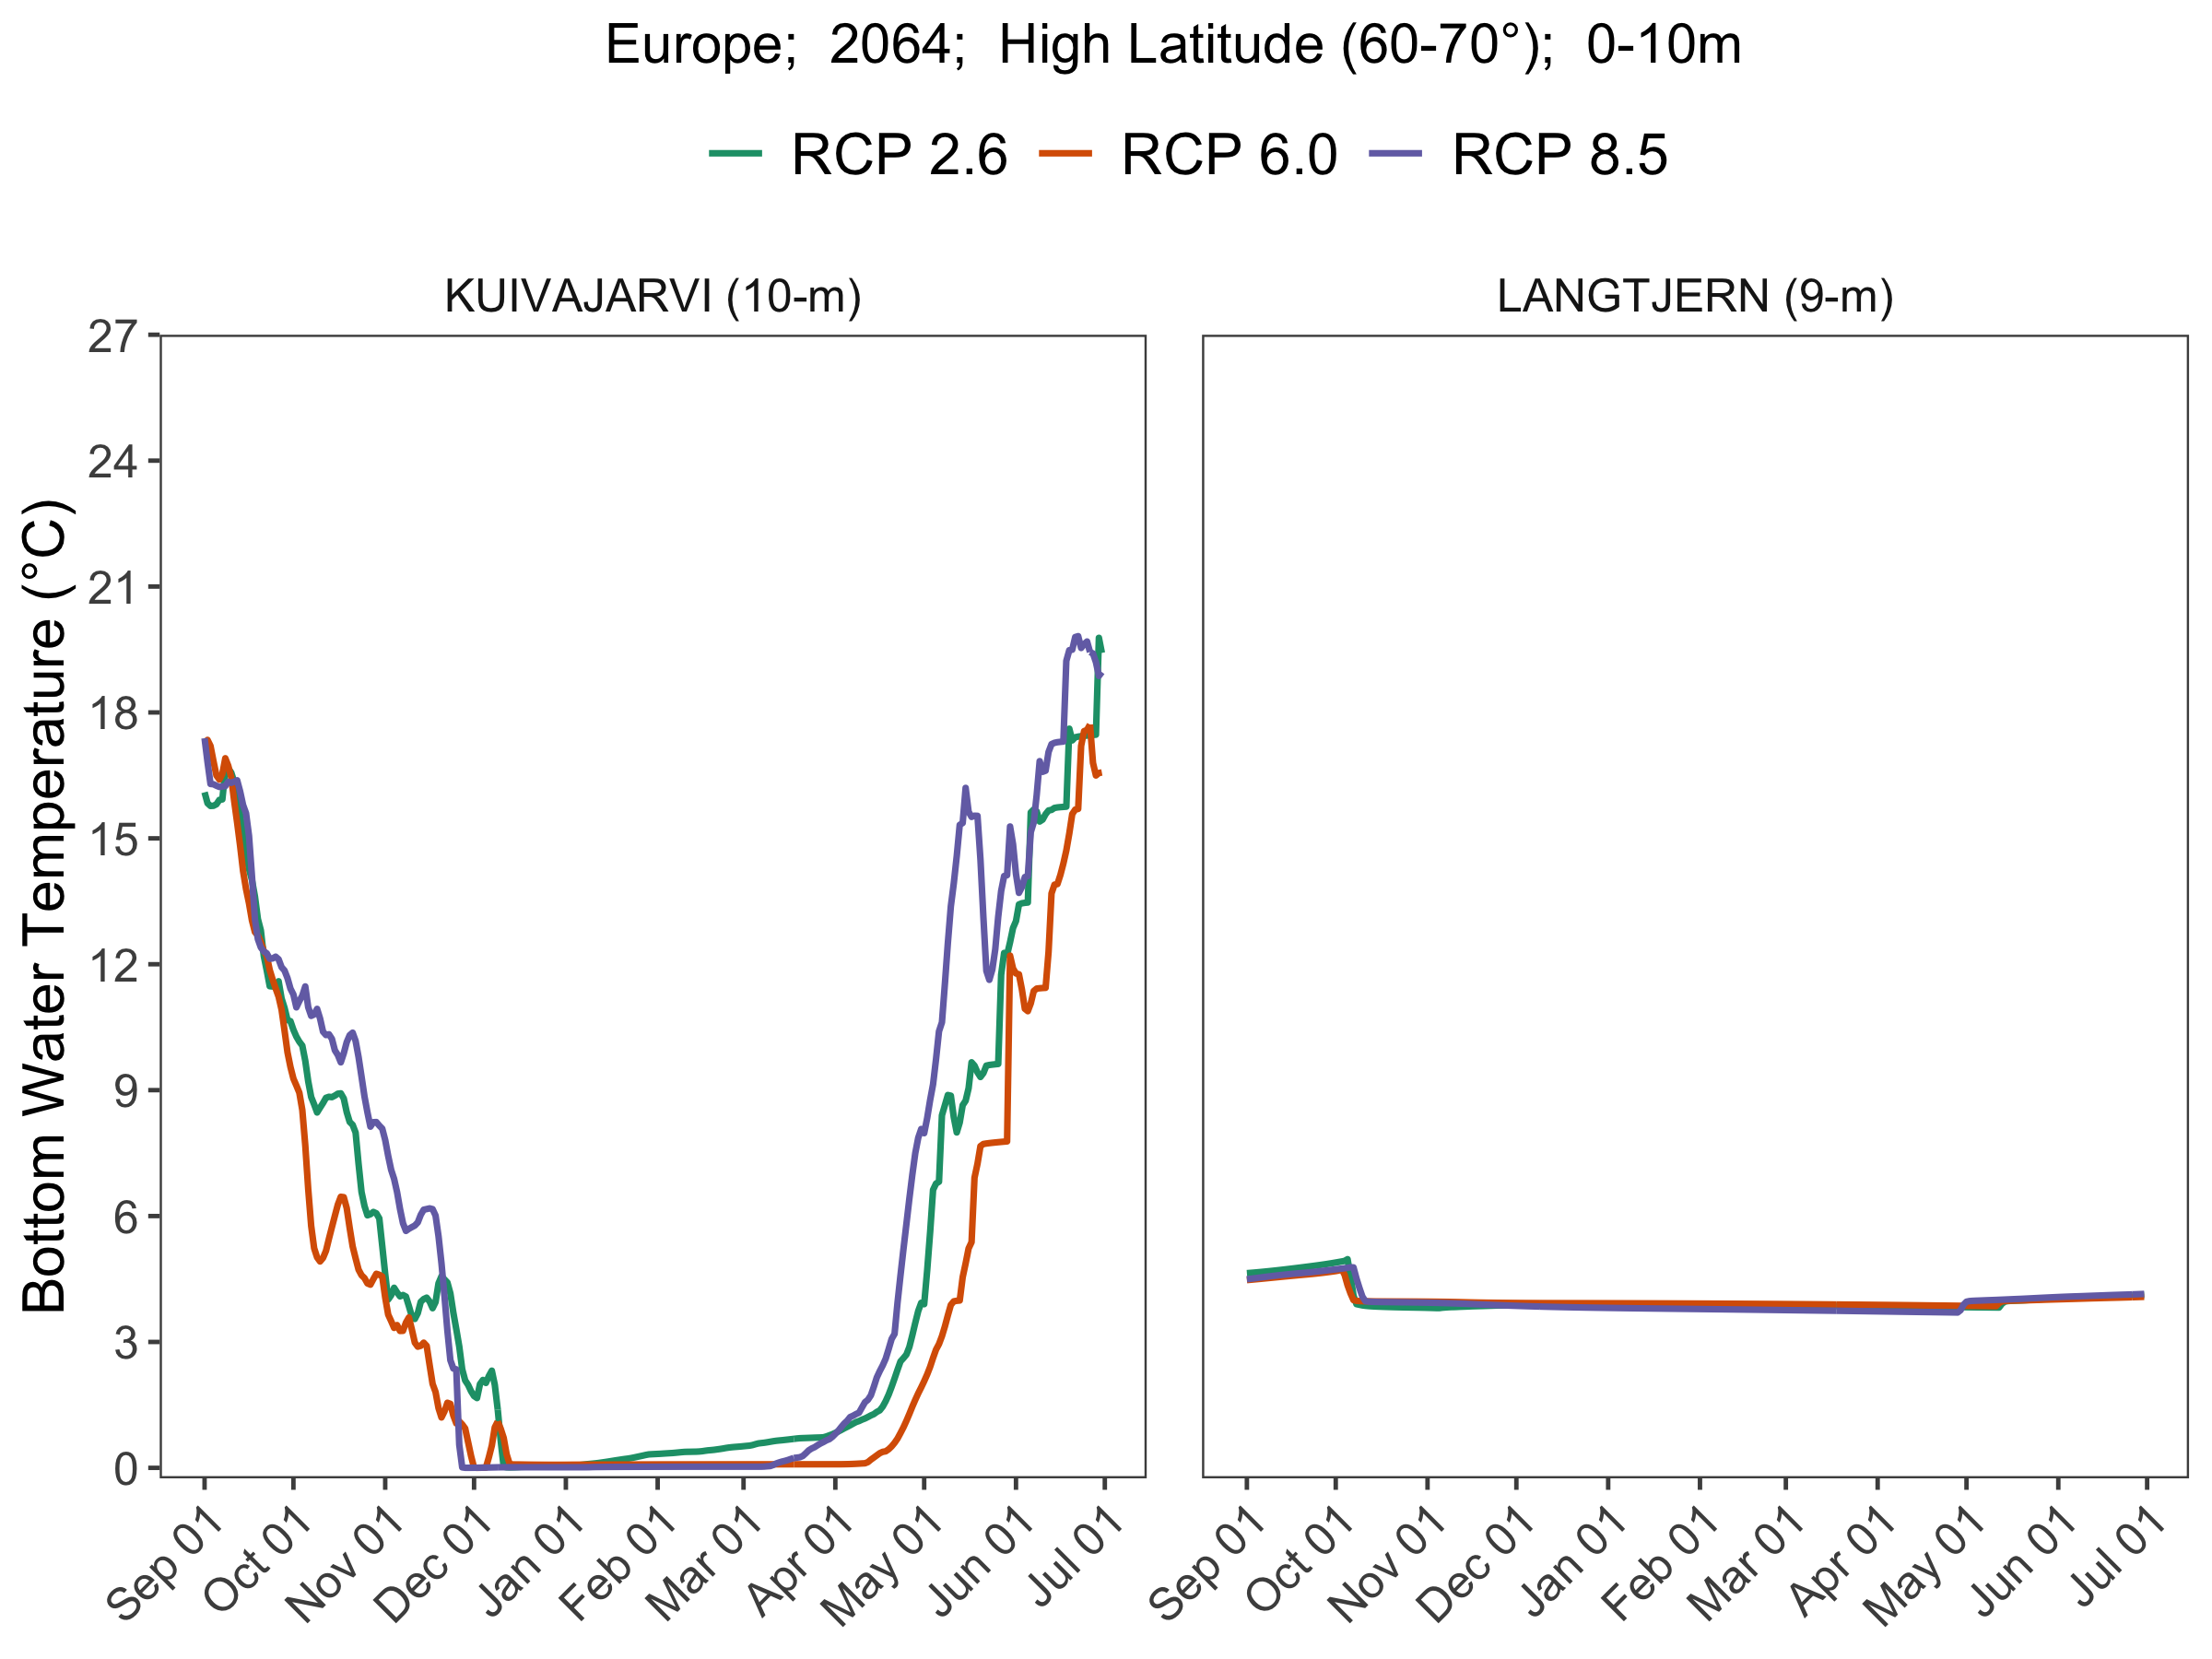 Europe;  2064;  High Latitude (60-70°);  0-10m
RCP 2.6 RCP 6.0 RCP 8.5
KUIVAJARVI (10-m)
LANGTJERN (9-m)
Bottom Water Temperature (°C)
27
24
21
18
15
12
9
6
3
0
Sep 01
Oct 01
Nov 01
Dec 01
Jan 01
Feb 01
Mar 01
Apr 01
May 01
Jun 01
Jul 01
Sep 01
Oct 01
Nov 01
Dec 01
Jan 01
Feb 01
Mar 01
Apr 01
May 01
Jun 01
Jul 01